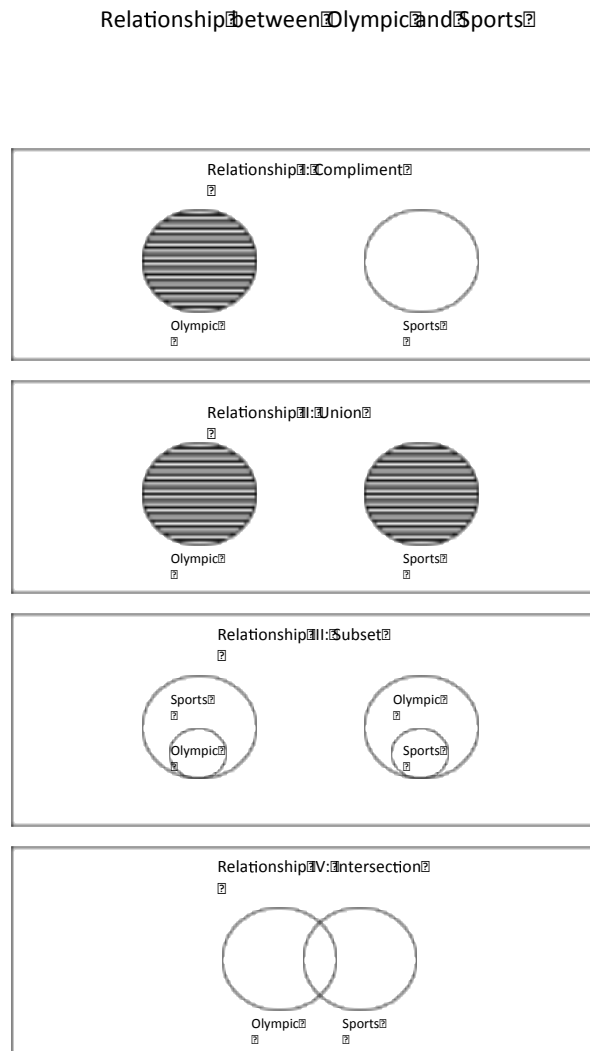 Relationship between Olympic and Sports
Relationship I: Compliment
Olympic
Sports
Relationship II: Union
Olympic
Sports
Relationship III: Subset
Sports
Olympic
Olympic
Sports
Relationship IV: Intersection
Olympic
Sports